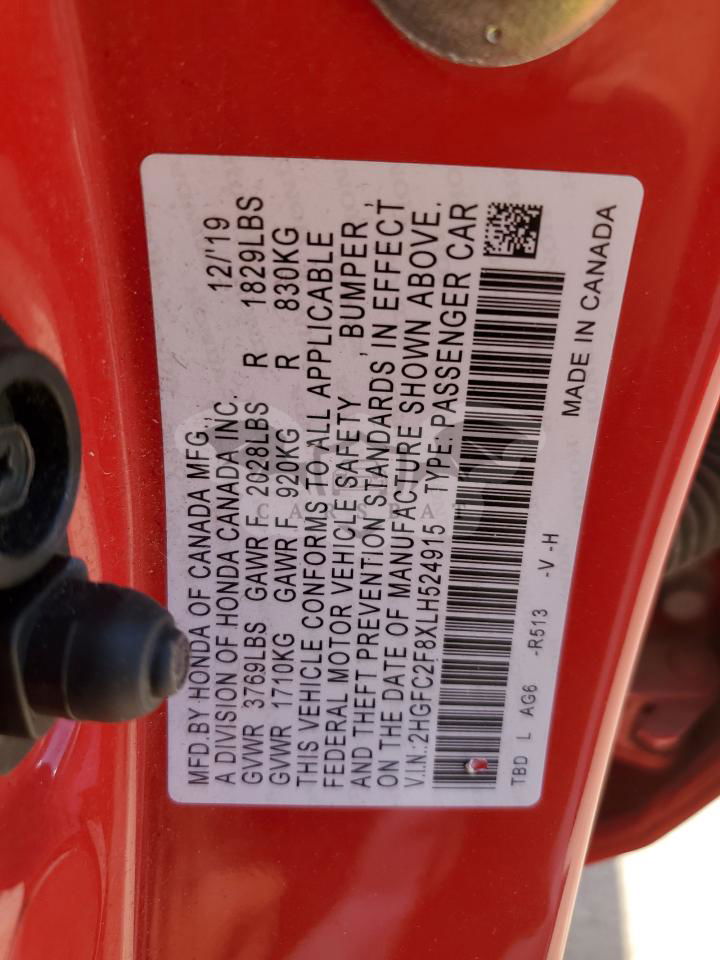 MFD.BY HONDA OF CANADA MFG., 12/'19
A DIVISION OF HONDA CANADA INC.
GVWR 3769LBS GAWR F 2028LBS R 1829LBS
GVWR 1710KG GAWR F 920KG R 830KG
THIS VEHICLE CONFORMS TO ALL APPLICABLE
FEDERAL MOTOR VEHICLE SAFETY, BUMPER,
AND THEFT PREVENTION STANDARDS IN EFFECT
ON THE DATE OF MANUFACTURE SHOWN ABOVE.
V.I.N.:2HGFC2F8XLH524915 TYPE:PASSENGER CAR
TBD L AG6 -R513 -V -H
MADE IN CANADA
CARSBAT